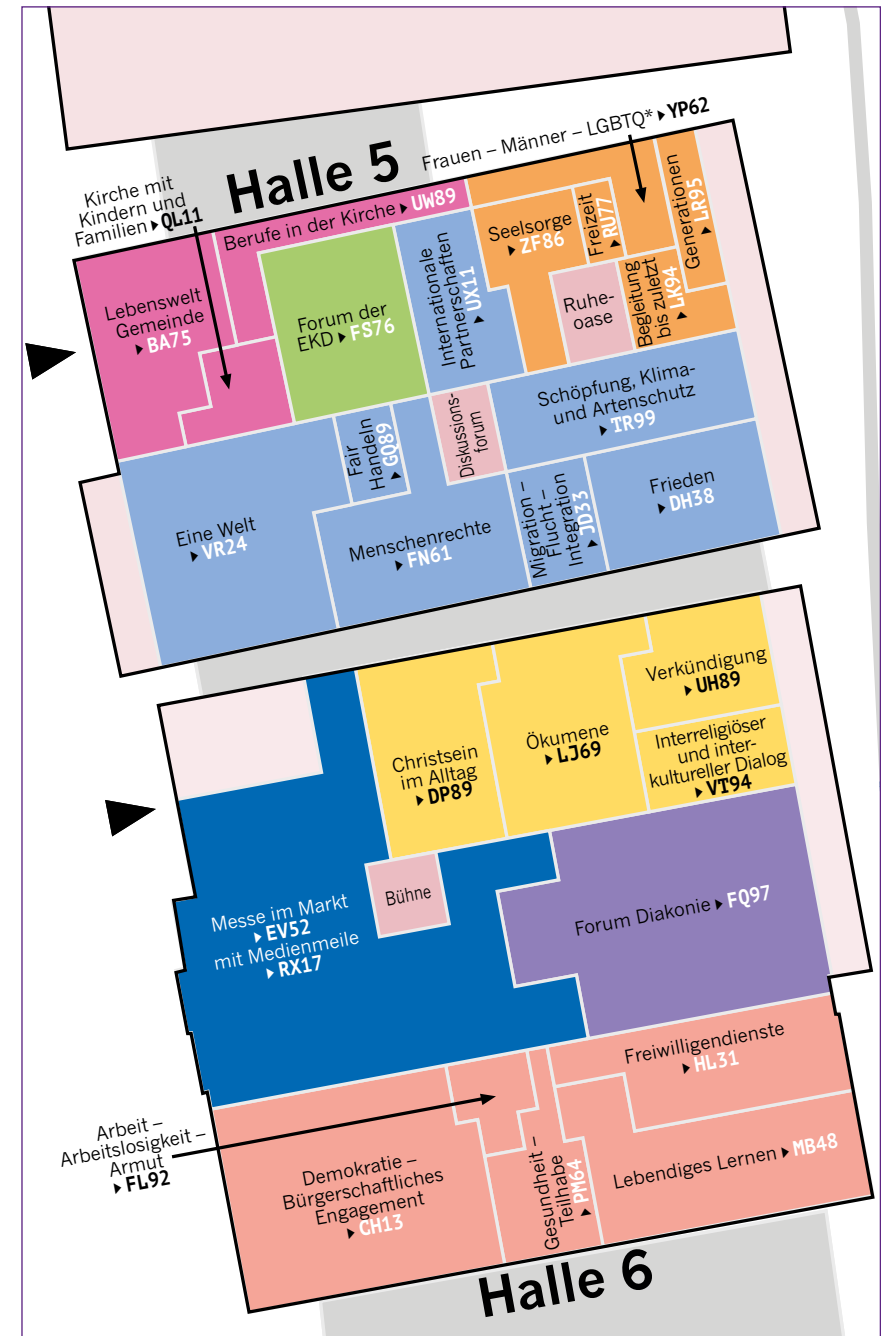 Halle 5
Frauen – Männer – LGBTQ* ▶ YP62
Kirche mit
Kindern und
Familien ▶ QL11
Berufe in der Kirche ▶ UW89
Lebenswelt
Gemeinde
▶ BA75
Forum der
EKD ▶ FS76
Internationale
Partnerschaften
▶ UX11
Seelsorge
▶ ZF86
Freizeit
▶ RU77
Generationen
▶ LR95
Ruhe-
oase
Begleitung
bis zuletzt
▶ LK94
Schöpfung, Klima-
und Artenschutz
▶ TR99
Diskussions-
forum
Fair
Handeln
▶ GQ89
Eine Welt
▶ VR24
Menschenrechte
▶ FN61
Migration –
Flucht –
Integration
▶ JD33
Frieden
▶ DH38
Verkündigung
▶ UH89
Ökumene
▶ LJ69
Christsein
im Alltag
▶ DP89
Interreligiöser
und inter-
kultureller Dialog
▶ VT94
Bühne
Messe im Markt
▶ EV52
mit Medienmeile
▶ RX17
Forum Diakonie ▶ FQ97
Freiwilligendienste
▶ HL31
Arbeit –
Arbeitslosigkeit –
Armut
▶ FL92
Demokratie –
Bürgerschaftliches
Engagement
▶ CH13
Gesundheit –
Teilhabe
▶ PM64
Lebendiges Lernen ▶ MB48
Halle 6